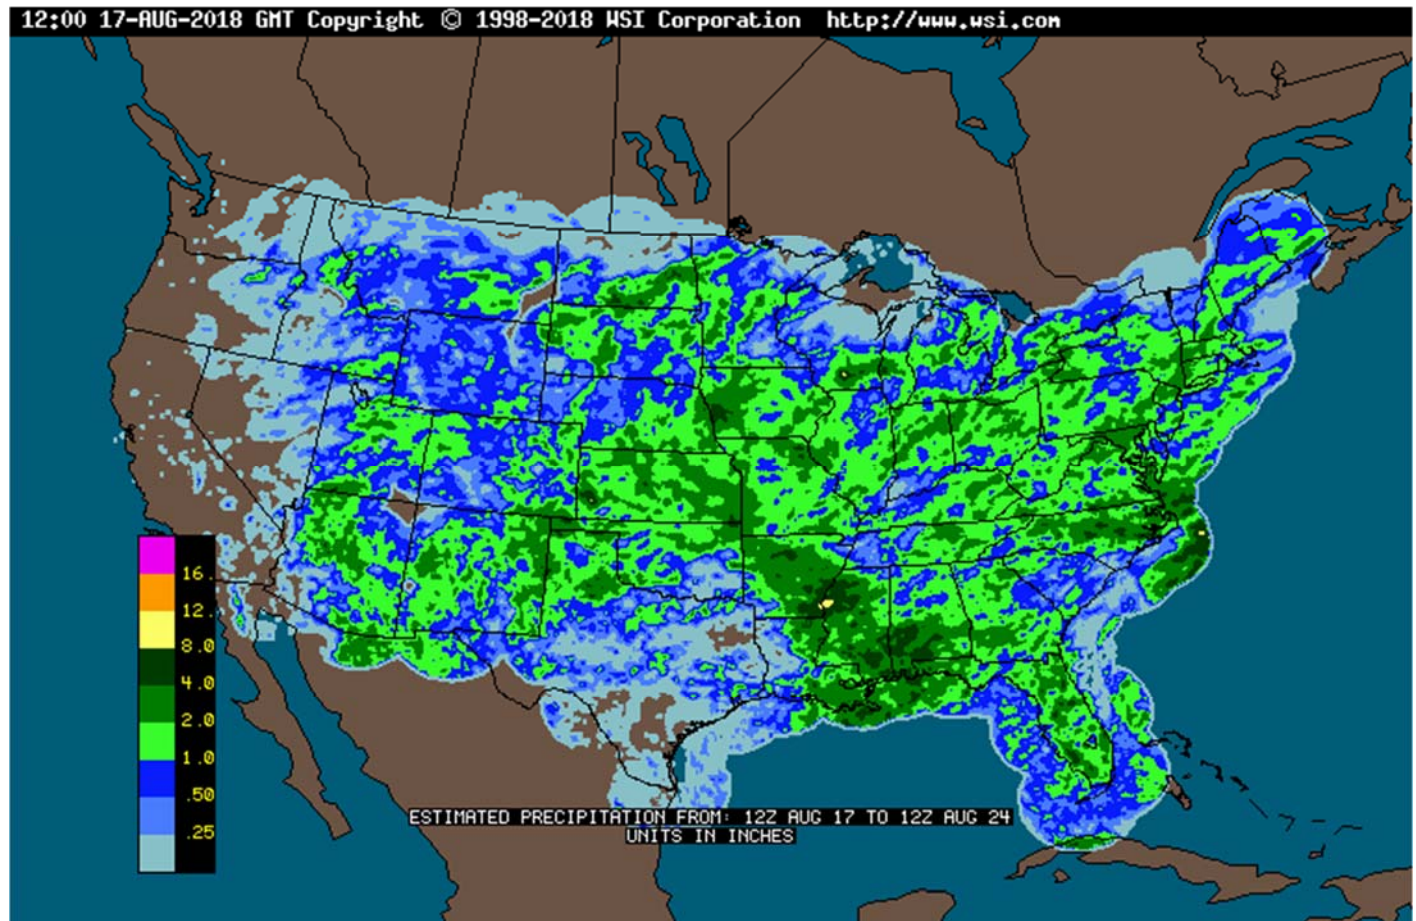 12:00 17-AUG-2018 GMT Copyright © 1998-2018 WSI Corporation http://www.wsi.com
16.
12.
8.0
4.0
2.0
1.0
.50
.25
ESTIMATED PRECIPITATION FROM: 12Z AUG 17 TO 12Z AUG 24
UNITS IN INCHES